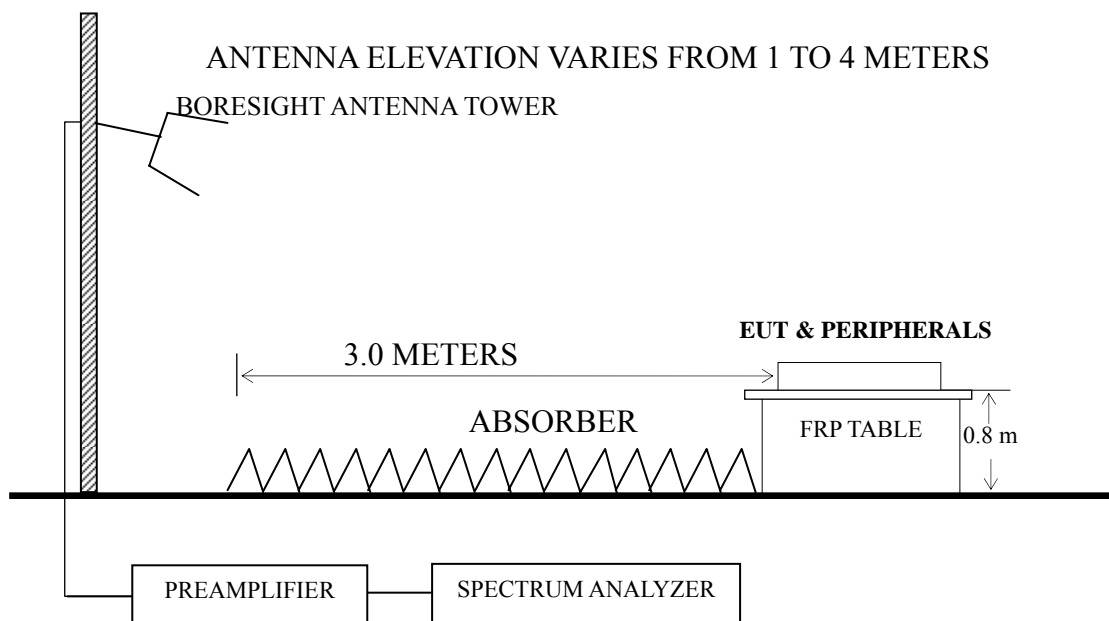 ANTENNA ELEVATION VARIES FROM 1 TO 4 METERS
BORESIGHT ANTENNA TOWER
EUT & PERIPHERALS
3.0 METERS
ABSORBER
FRP TABLE
0.8 m
PREAMPLIFIER
SPECTRUM ANALYZER